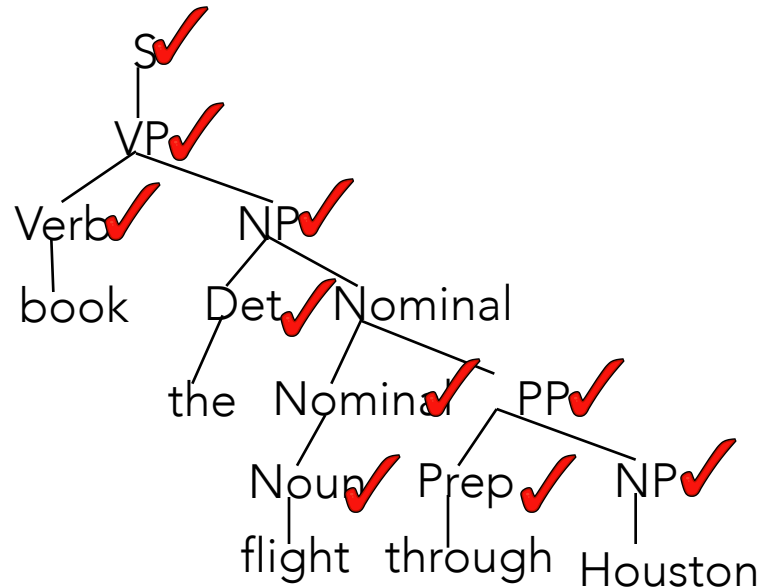 S
VP
Verb NP
book Det Nominal
the Nominal PP
Noun Prep NP
flight through Houston